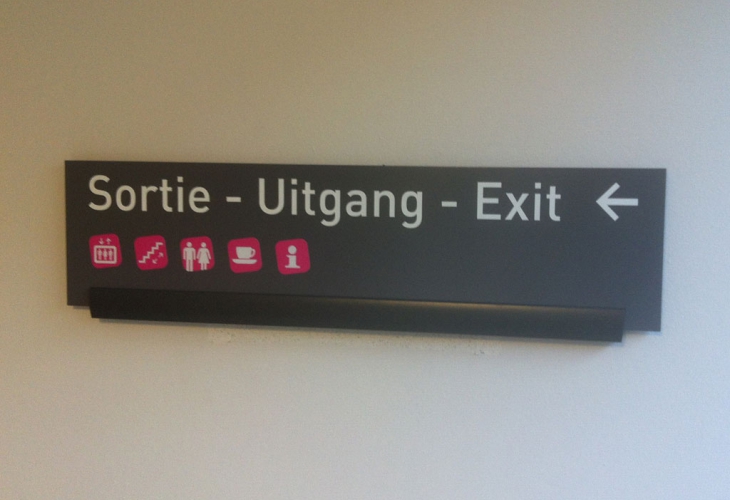 Sortie - Uitgang - Exit ←